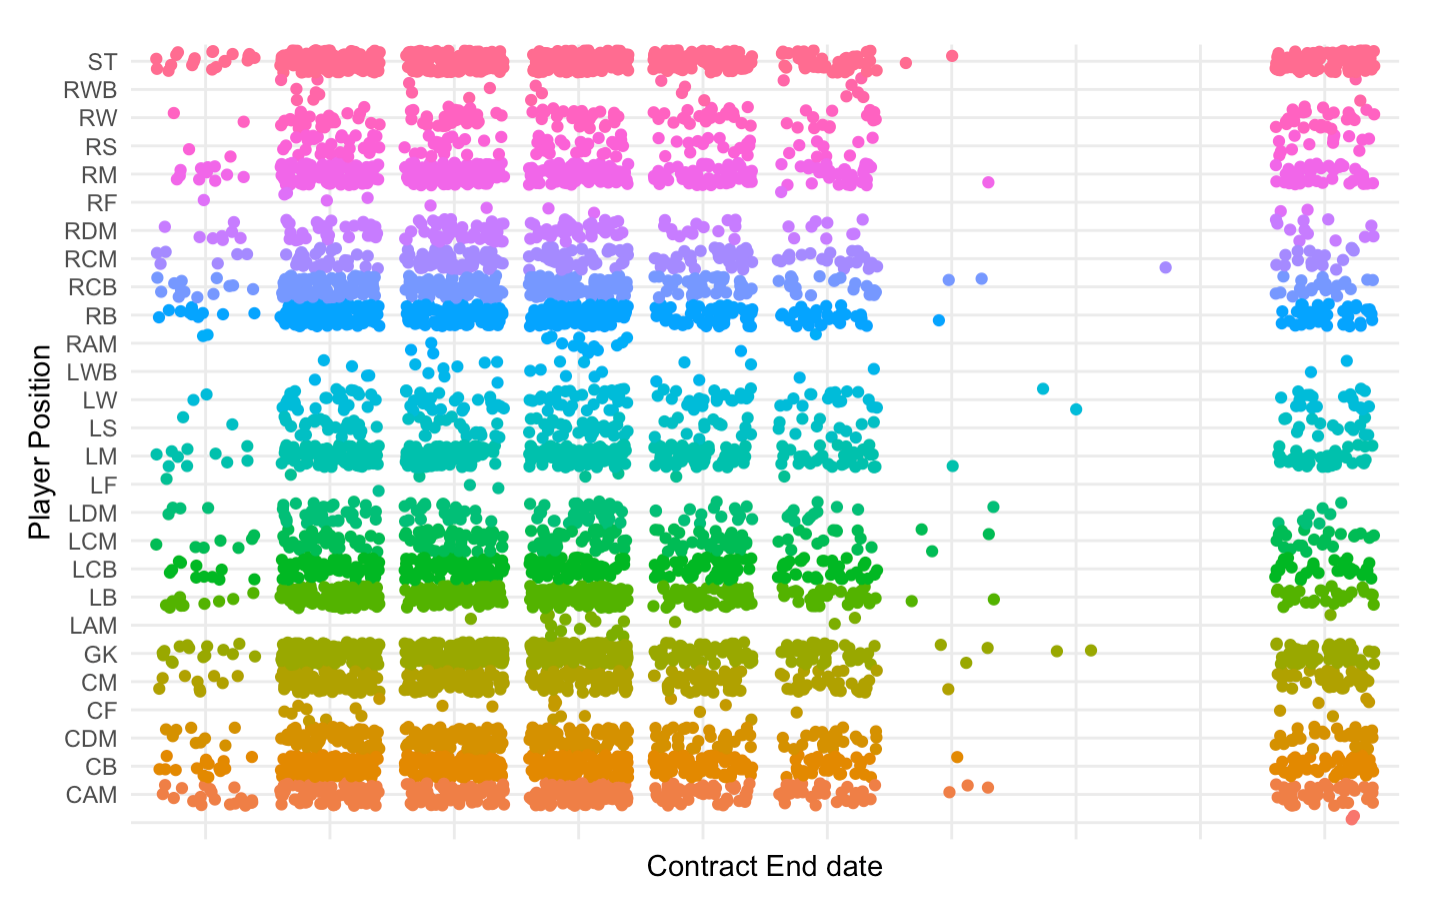 ST
RWB
RW
RS
RM
RF
RDM
RCM
RCB
RB
RAM
LWB
LW
LS
LM
LF
LDM
LCM
LCB
LB
LAM
GK
CM
CF
CDM
CB
CAM
Player Position
Contract End date